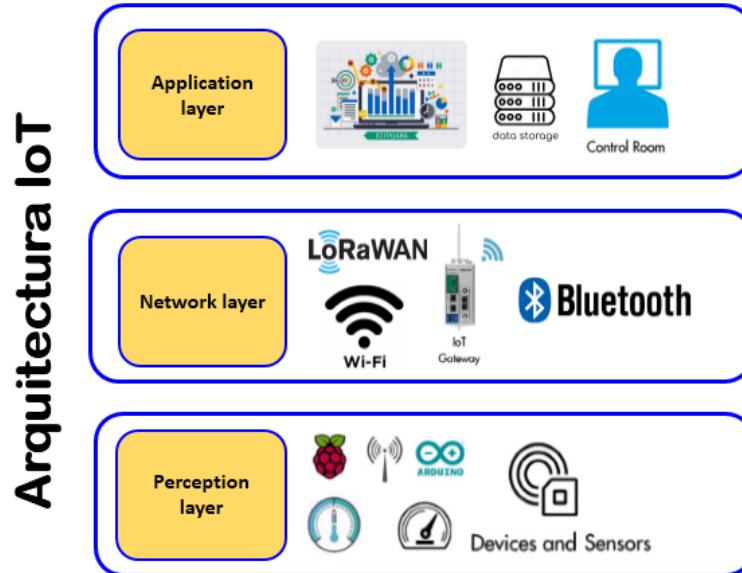 Arquitectura IoT
Application
layer
data storage
Control Room
Network layer
LoRaWAN
Wi-Fi
IoT
Gateway
Bluetooth
Perception
layer
ARDUINO
Devices and Sensors